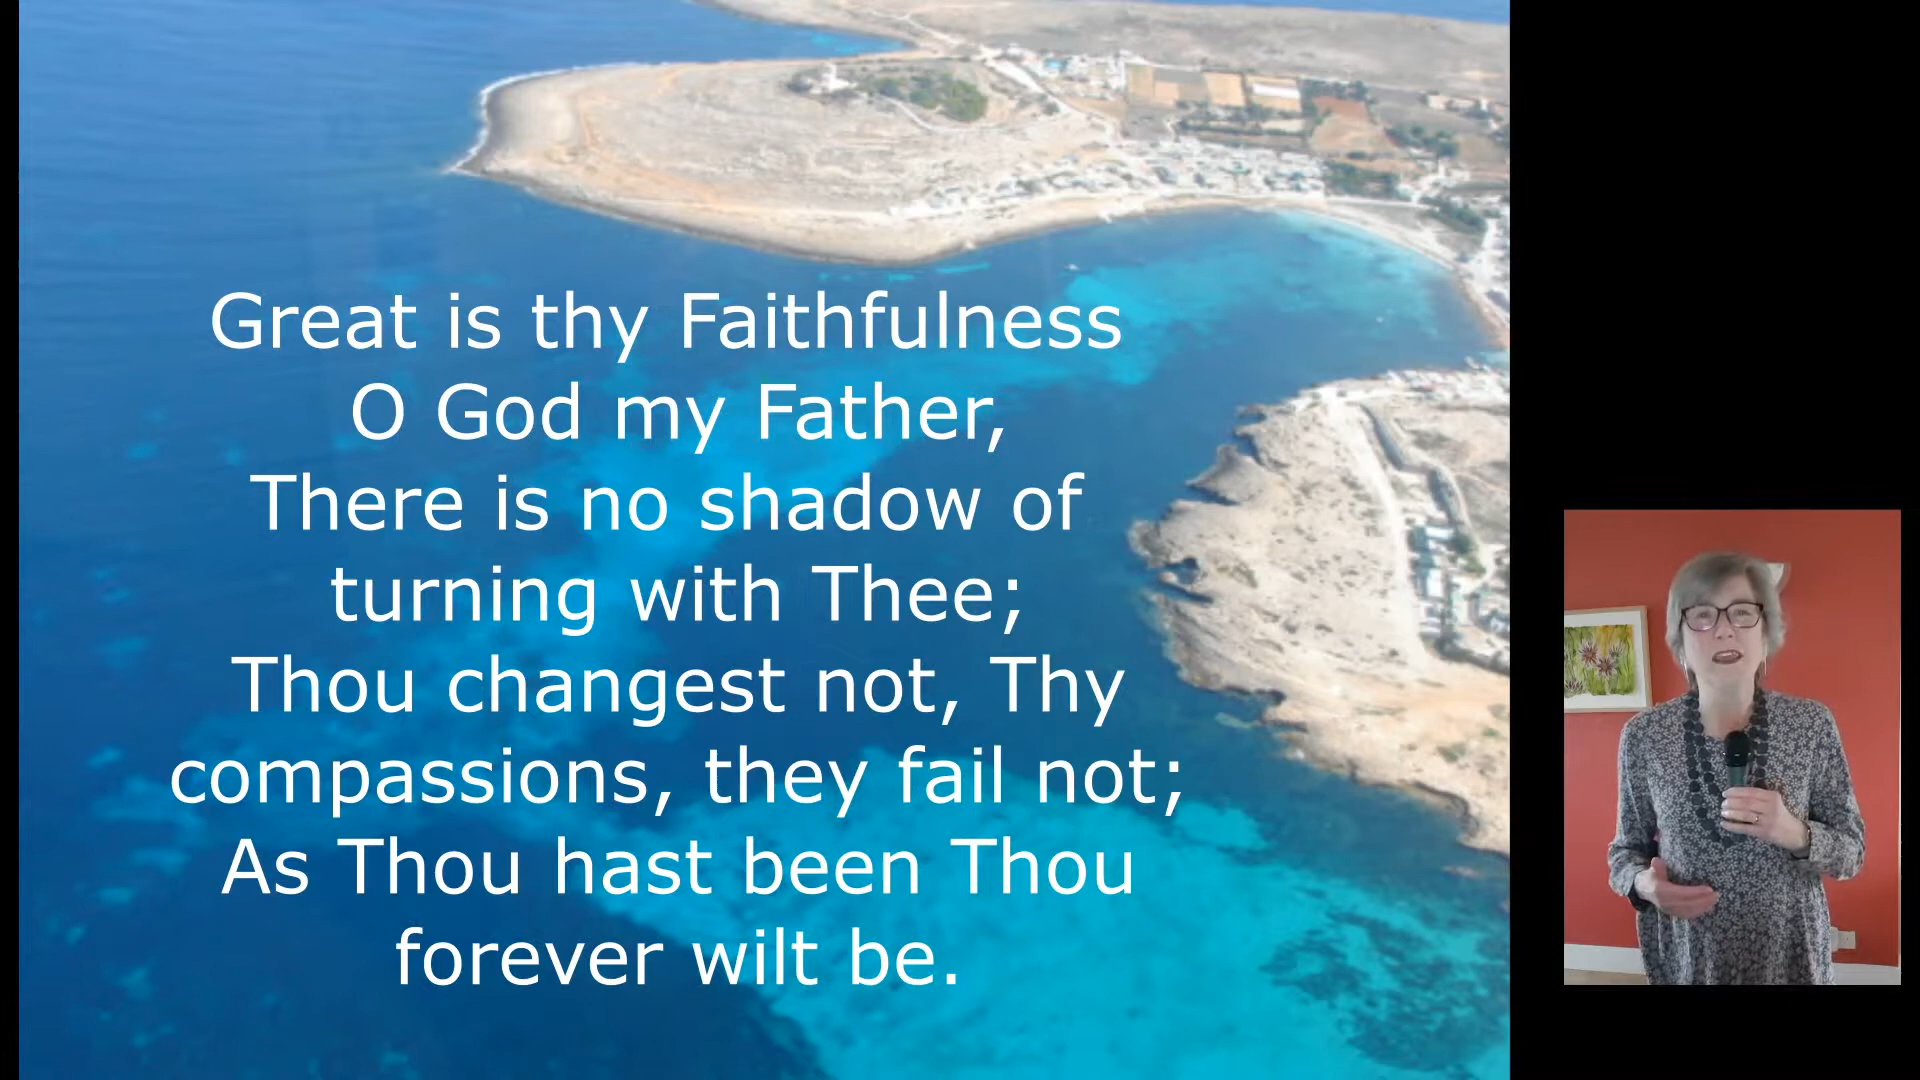 Great is thy Faithfulness
O God my Father,
There is no shadow of
turning with Thee;
Thou changest not, Thy
compassions, they fail not;
As Thou hast been Thou
forever wilt be.